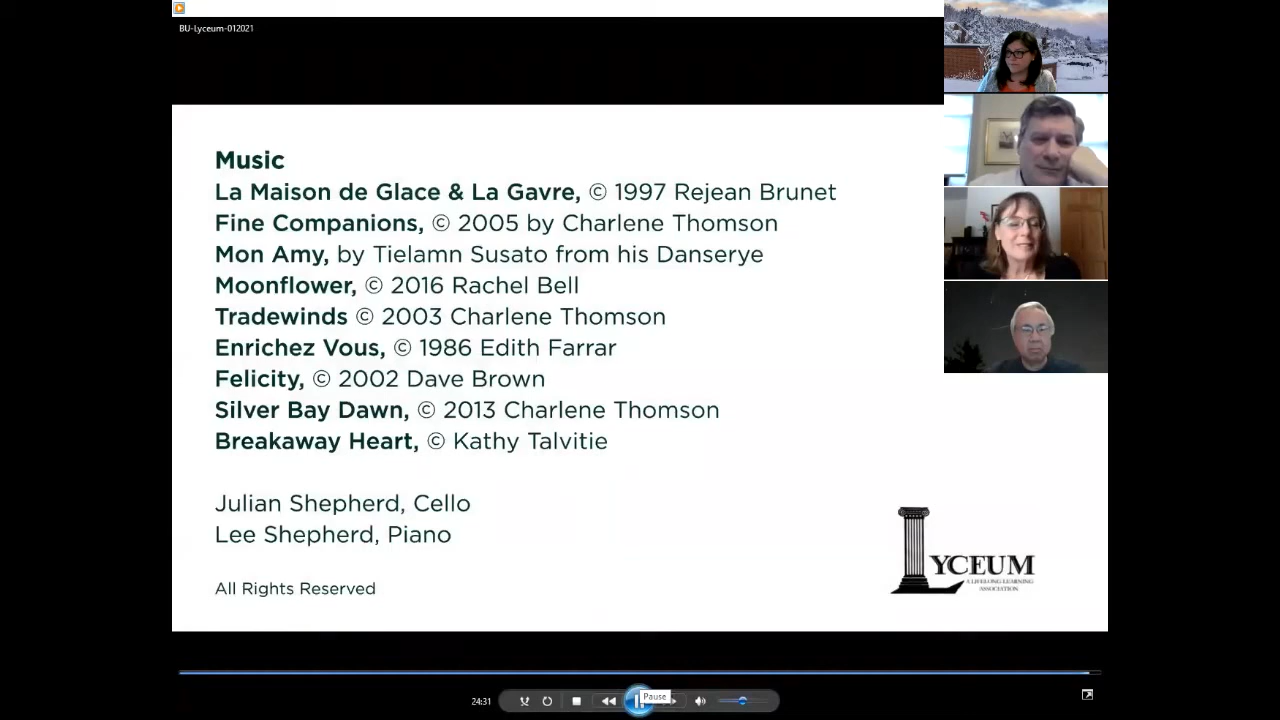 BU-Lyceum-012021
Music
La Maison de Glace & La Gavre, © 1997 Rejean Brunet
Fine Companions, © 2005 by Charlene Thomson
Mon Amy, by Tielamn Susato from his Danserye
Moonflower, © 2016 Rachel Bell
Tradewinds © 2003 Charlene Thomson
Enrichez Vous, © 1986 Edith Farrar
Felicity, © 2002 Dave Brown
Silver Bay Dawn, © 2013 Charlene Thomson
Breakaway Heart, © Kathy Talvitie
Julian Shepherd, Cello
Lee Shepherd, Piano
All Rights Reserved
LYCEUM
A LIFELONG LEARNING
ASSOCIATION
24:31
Pause